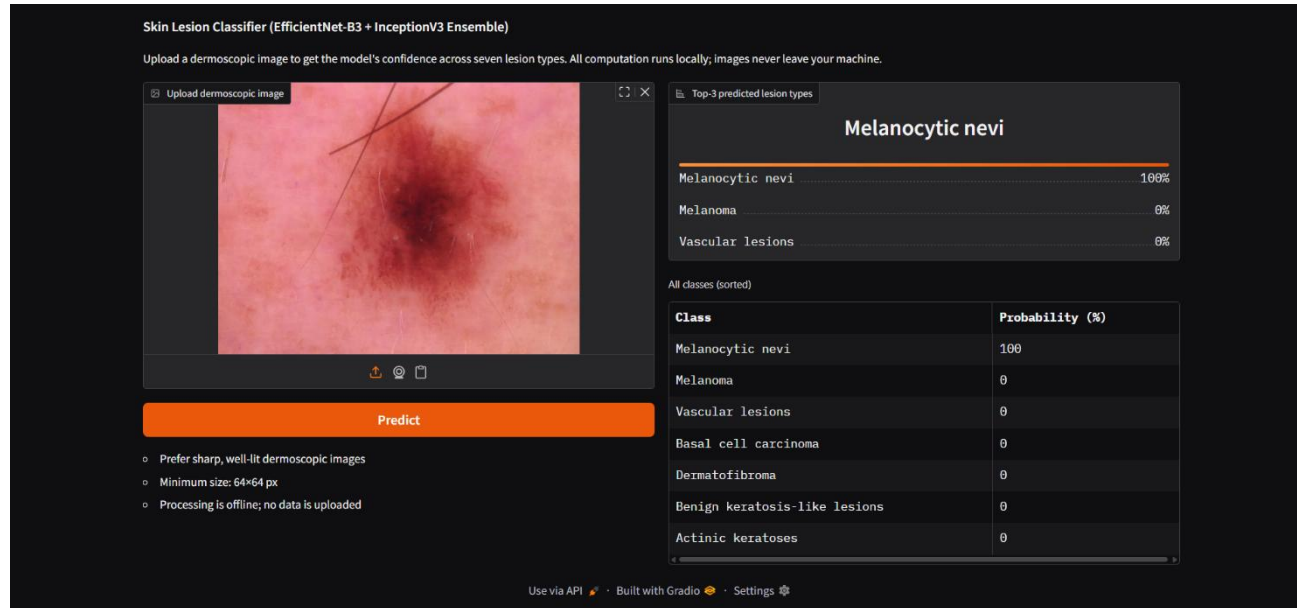 Skin Lesion Classifier (EfficientNet-B3 + InceptionV3 Ensemble)
Upload a dermoscopic image to get the model's confidence across seven lesion types. All computation runs locally; images never leave your machine.
Upload dermoscopic image
Predict
Prefer sharp, well-lit dermoscopic images
Minimum size: 64×64 px
Processing is offline; no data is uploaded
Top-3 predicted lesion types
Melanocytic nevi
Melanocytic nevi 100%
Melanoma 0%
Vascular lesions 0%
All classes (sorted)
Class Probability (%)
Melanocytic nevi 100
Melanoma 0
Vascular lesions 0
Basal cell carcinoma 0
Dermatofibroma 0
Benign keratosis-like lesions 0
Actinic keratoses 0
Use via API · Built with Gradio · Settings